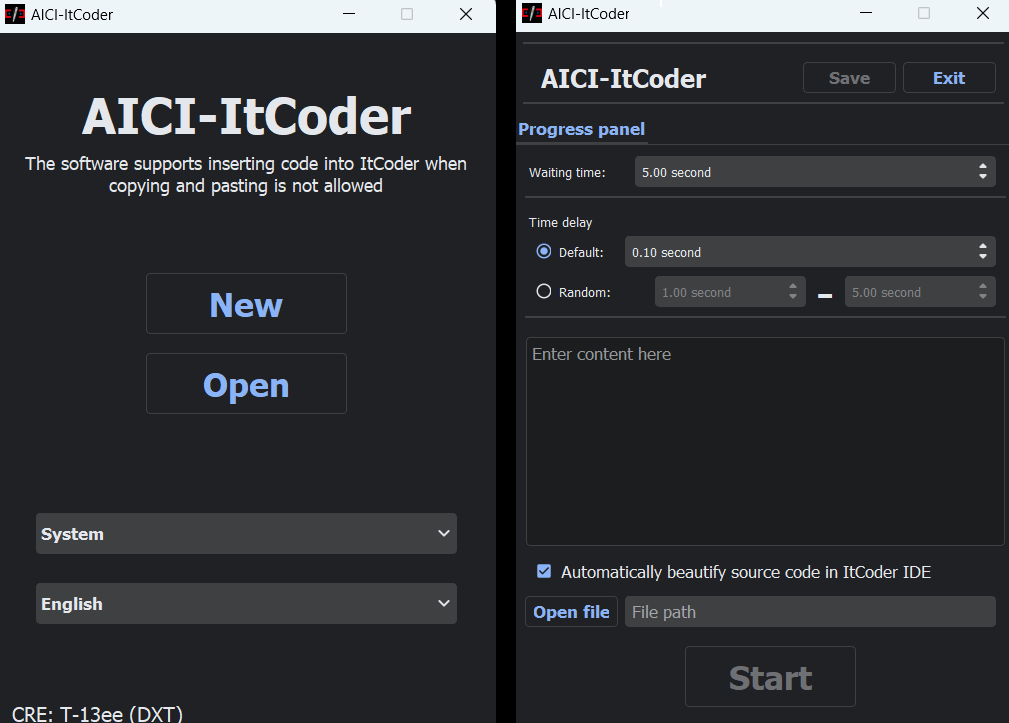 AICI-ItCoder
AICI-ItCoder
The software supports inserting code into ItCoder when
copying and pasting is not allowed
New
Open
System
English
CRE: T-13ee (DXT)
AICI-ItCoder
AICI-ItCoder
Save
Exit
Progress panel
Waiting time:
5.00 second
Time delay
Default:
0.10 second
Random:
1.00 second
5.00 second
Enter content here
Automatically beautify source code in ItCoder IDE
Open file
File path
Start